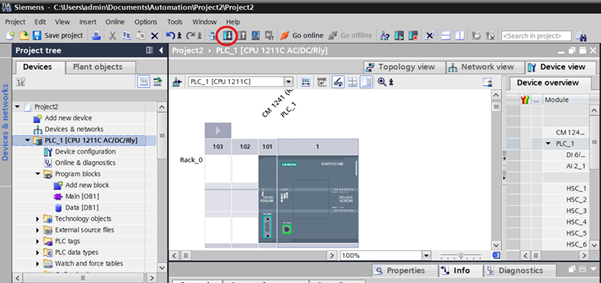 Siemens - C:\Users\admin\Documents\Automation\Project2\Project2
Project Edit View Insert Online Options Tools Window Help
Save project Go online Go offline <Search in project>
Project tree
Devices Plant objects
Devices & networks
Project2
Add new device
Devices & networks
PLC_1 [CPU 1211C AC/DC/Rly]
Device configuration
Online & diagnostics
Program blocks
Add new block
Main [OB1]
Data [DB1]
Technology objects
External source files
PLC tags
PLC data types
Watch and force tables
Project2 PLC_1 [CPU 1211C AC/DC/Rly]
Topology view Network view Device view
PLC_1 [CPU 1211C]
CM 1241 (R
PLC_1
103 102 101 1
Rack_0
SIEMENS
100%
Device overview
... Module
CM 124...
PLC_1
DI 6/...
AI 2_1
HSC_1
HSC_2
HSC_3
HSC_4
HSC_5
HSC_6
Properties Info Diagnostics